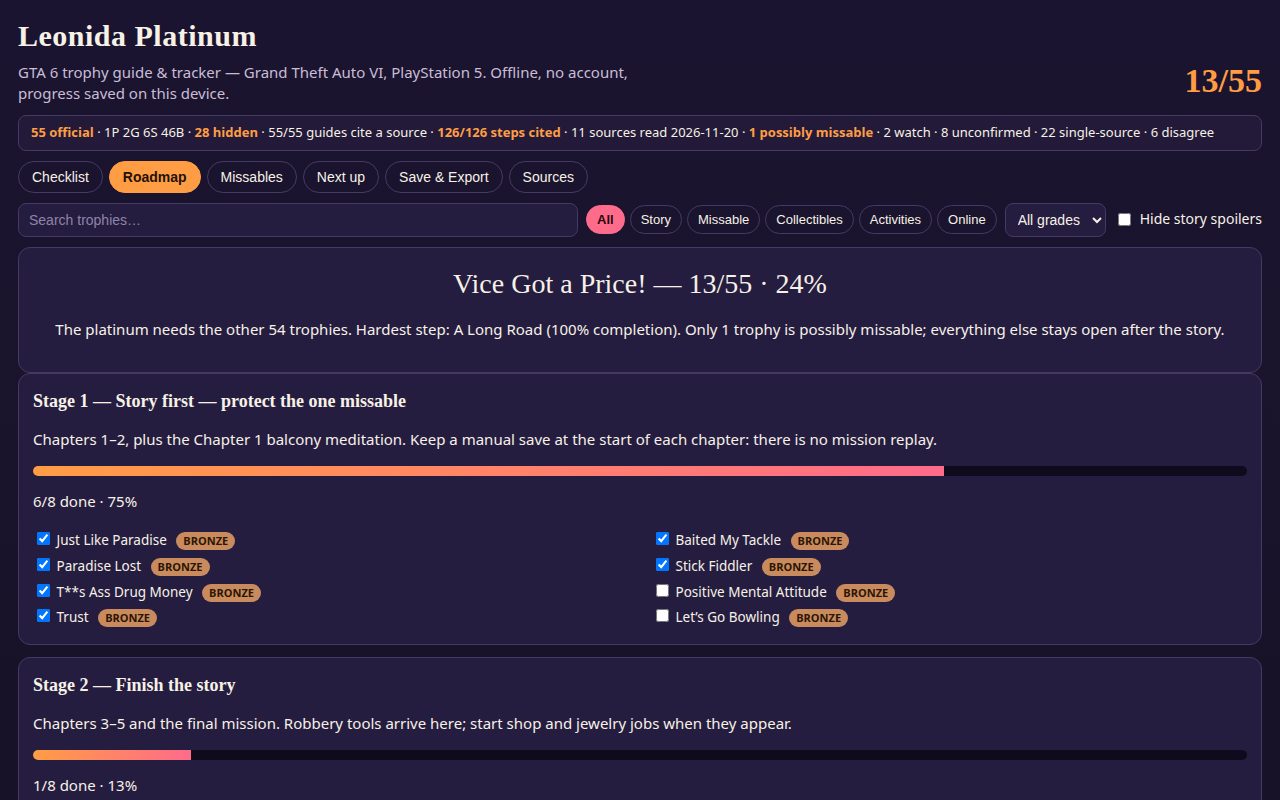 Leonida Platinum
GTA 6 trophy guide & tracker — Grand Theft Auto VI, PlayStation 5. Offline, no account,
progress saved on this device.
13/55
55 official · 1P 2G 6S 46B · 28 hidden · 55/55 guides cite a source · 126/126 steps cited · 11 sources read 2026-11-20 · 1 possibly missable · 2 watch · 8 unconfirmed · 22 single-source · 6 disagree
Checklist Roadmap Missables Next up Save & Export Sources
Search trophies… All Story Missable Collectibles Activities Online All grades Hide story spoilers
Vice Got a Price! — 13/55 · 24%
The platinum needs the other 54 trophies. Hardest step: A Long Road (100% completion). Only 1 trophy is possibly missable; everything else stays open after the story.
Stage 1 — Story first — protect the one missable
Chapters 1–2, plus the Chapter 1 balcony meditation. Keep a manual save at the start of each chapter: there is no mission replay.
6/8 done · 75%
Just Like Paradise BRONZE
Paradise Lost BRONZE
T**s Ass Drug Money BRONZE
Trust BRONZE
Baited My Tackle BRONZE
Stick Fiddler BRONZE
Positive Mental Attitude BRONZE
Let’s Go Bowling BRONZE
Stage 2 — Finish the story
Chapters 3–5 and the final mission. Robbery tools arrive here; start shop and jewelry jobs when they appear.
1/8 done · 13%